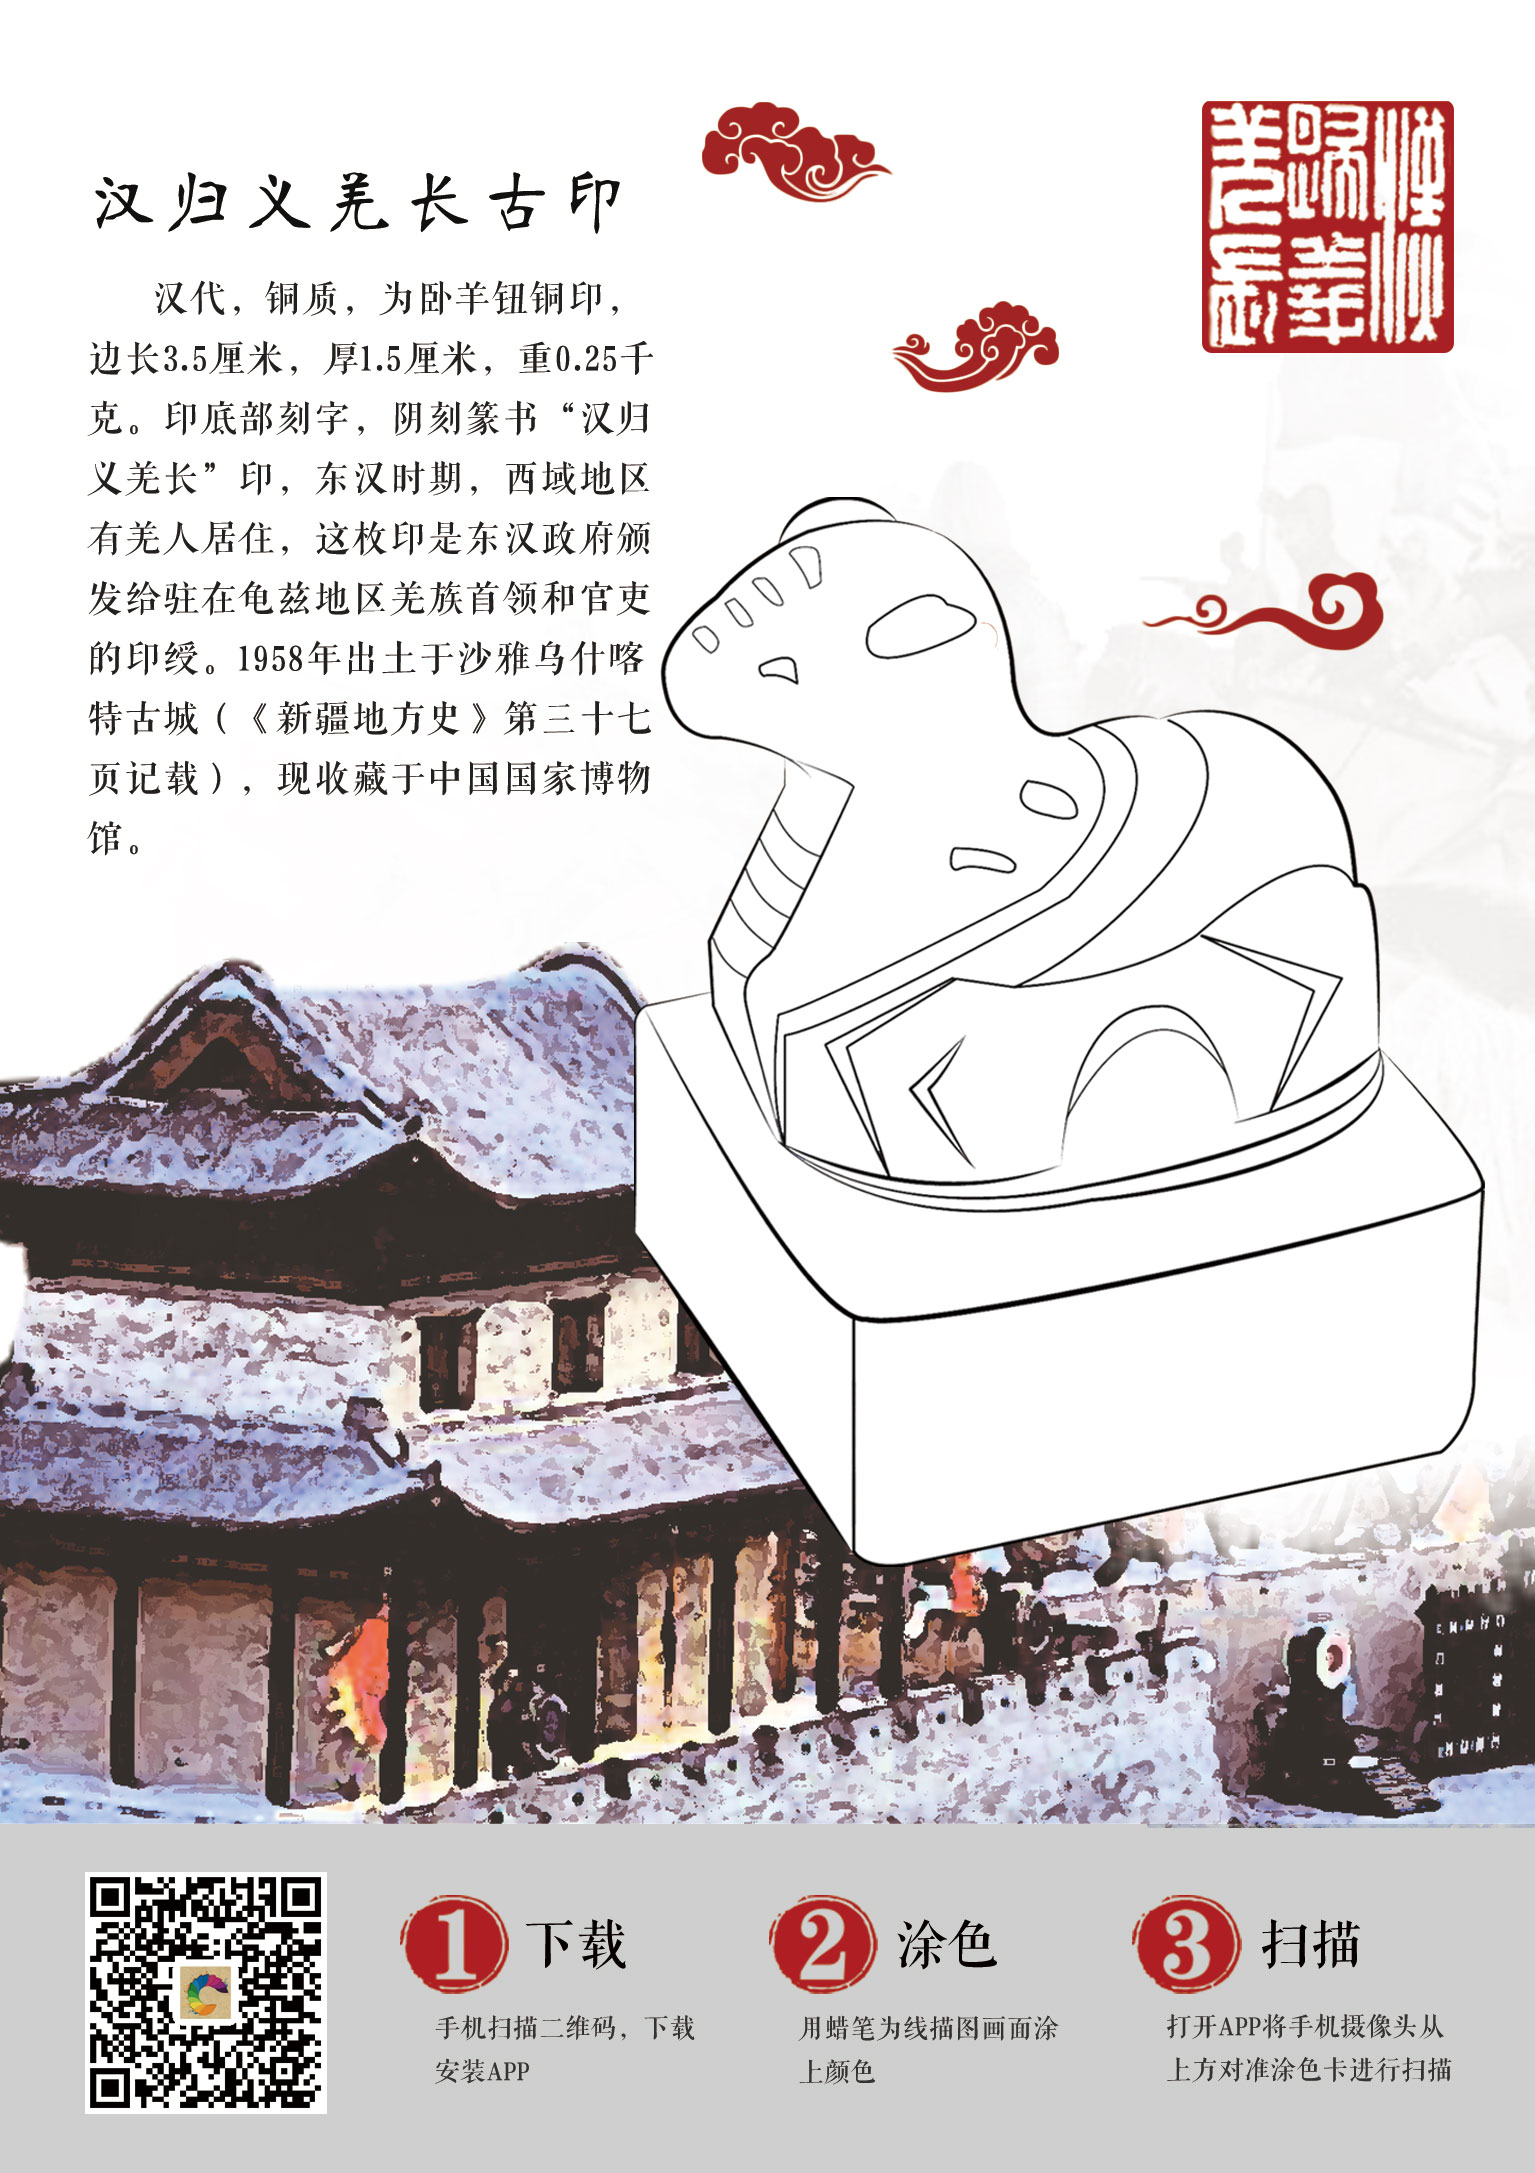 汉归义羌长古印
漢歸義羌長
汉代，铜质，为卧羊钮铜印，
边长3.5厘米，厚1.5厘米，重0.25千
克。印底部刻字，阴刻篆书“汉归
义羌长”印，东汉时期，西域地区
有羌人居住，这枚印是东汉政府颁
发给驻在龟兹地区羌族首领和官吏
的印绶。1958年出土于沙雅乌什喀
特古城（《新疆地方史》第三十七
页记载），现收藏于中国国家博物
馆。
1 下载
手机扫描二维码，下载
安装APP
2 涂色
用蜡笔为线描图画面涂
上颜色
3 扫描
打开APP将手机摄像头从
上方对准涂色卡进行扫描